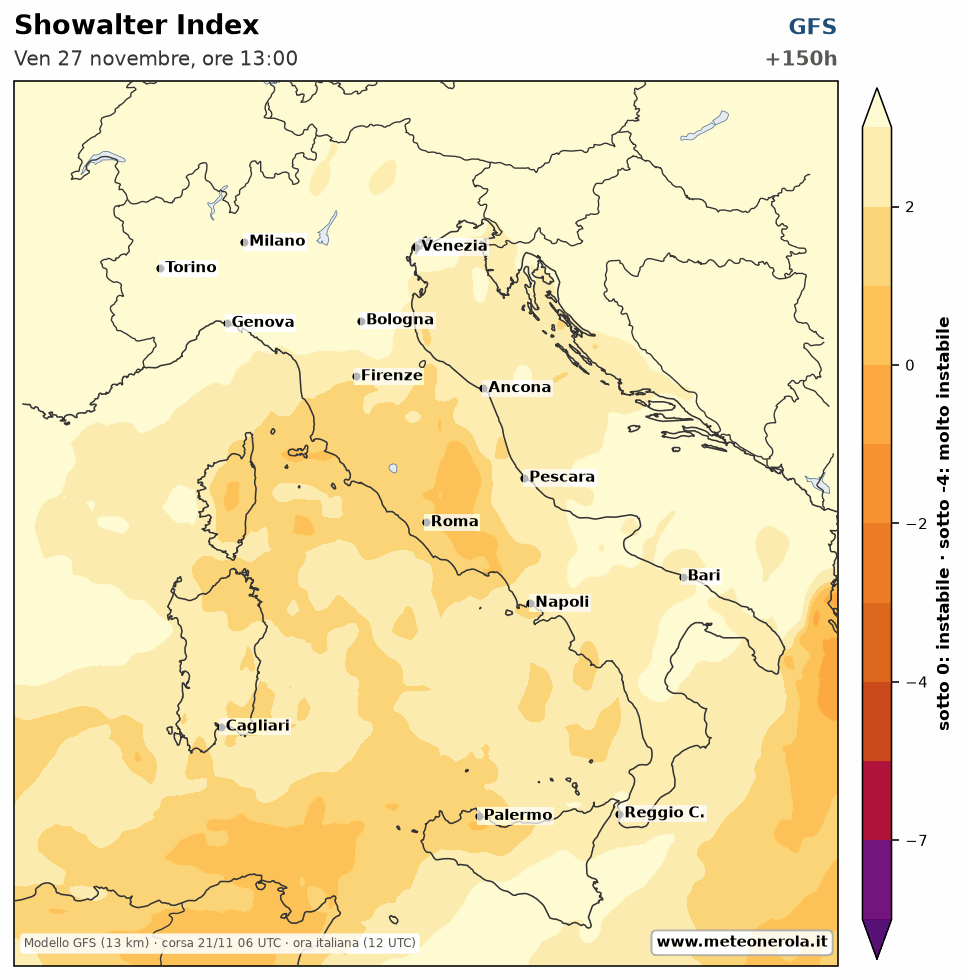 Showalter Index
GFS
Ven 27 novembre, ore 13:00
+150h
Milano
Venezia
Torino
Genova
Bologna
Firenze
Ancona
Pescara
Roma
Bari
Napoli
Cagliari
Palermo
Reggio C.
2
0
−2
−4
−7
sotto 0: instabile · sotto -4: molto instabile
Modello GFS (13 km) · corsa 21/11 06 UTC · ora italiana (12 UTC)
www.meteonerola.it